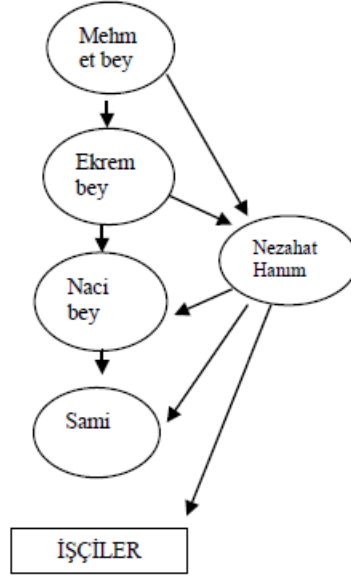 Mehm
et bey
Ekrem
bey
Nezahat
Hanım
Naci
bey
Sami
İŞÇİLER